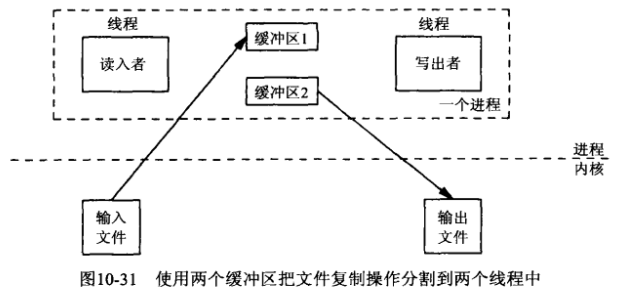 线程
线程
缓冲区1
读入者
写出者
缓冲区2
一个进程
进程
内核
输入
文件
输出
文件
图10-31 使用两个缓冲区把文件复制操作分割到两个线程中